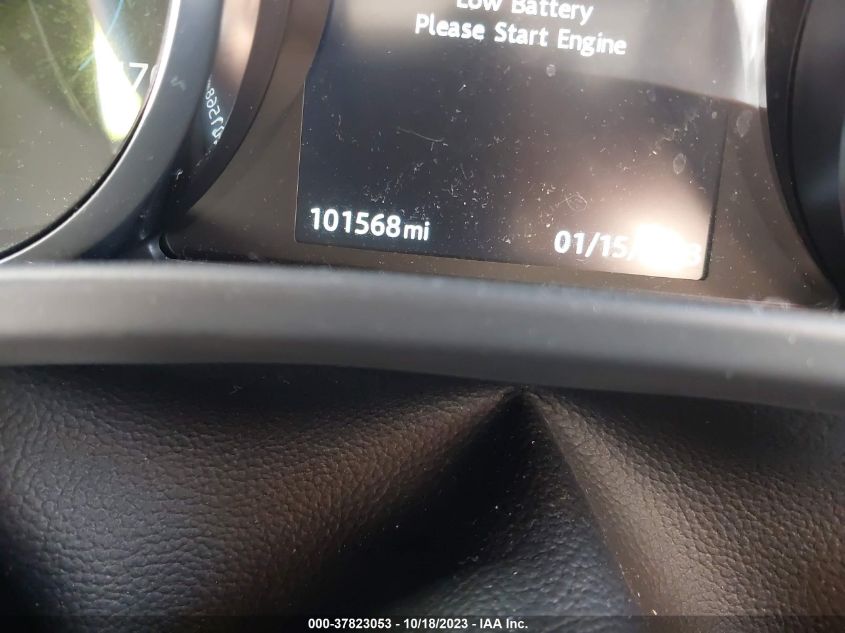 Low Battery
Please Start Engine
101568mi
000-37823053 / 10/18/2023 - IAA Inc.